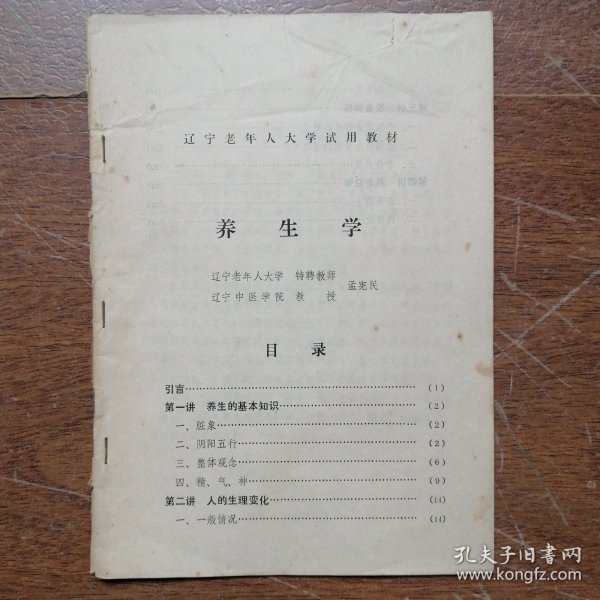 辽宁老年人大学试用教材
养生学
辽宁老年人大学 特聘教师
辽宁中医学院 教授
孟宪民
目录
引言……………………………(1)
第一讲 养生的基本知识……………………………(2)
一、脏象……………………………(2)
二、阴阳五行……………………………(2)
三、整体观念……………………………(6)
四、精、气、神……………………………(9)
第二讲 人的生理变化……………………………(14)
一、一般情况……………………………(14)
孔夫子旧书网
www.kongfz.com